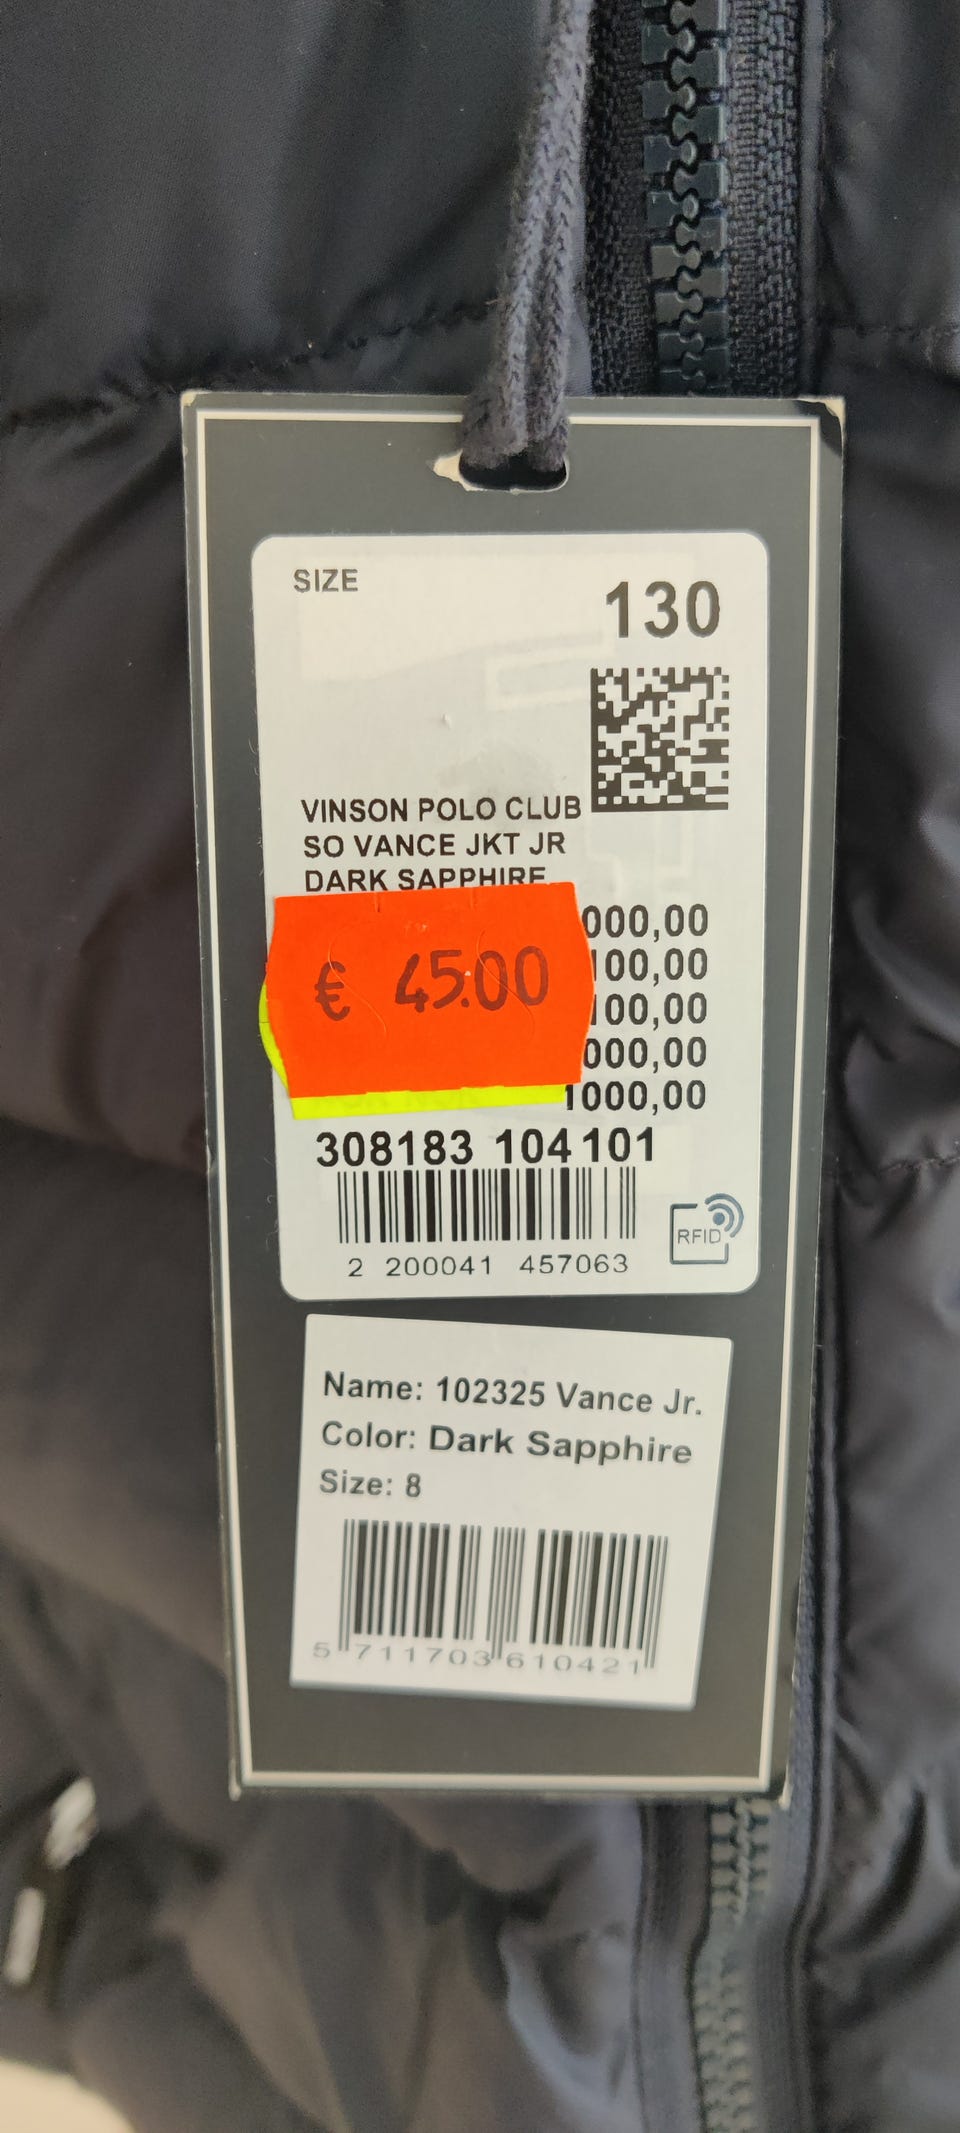 SIZE
130
VINSON POLO CLUB
SO VANCE JKT JR
DARK SAPPHIRE
€ 45.00
000,00
100,00
100,00
000,00
1000,00
308183 104101
2 200041 457063
RFID
Name: 102325 Vance Jr.
Color: Dark Sapphire
Size: 8
5 711703 610421